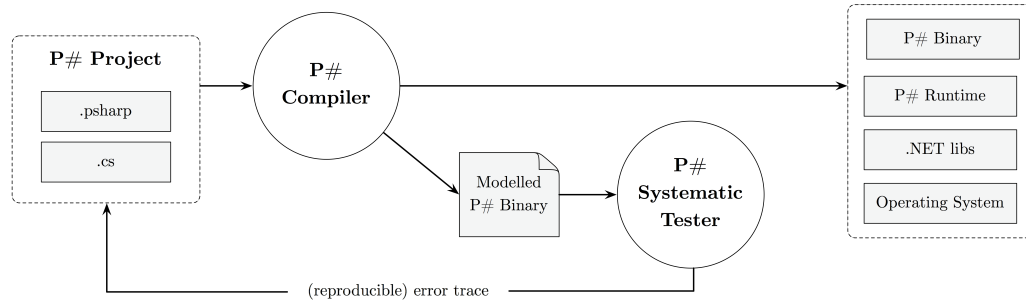 P# Project
.psharp
.cs
P#
Compiler
Modelled
P# Binary
P#
Systematic
Tester
P# Binary
P# Runtime
.NET libs
Operating System
(reproducible) error trace